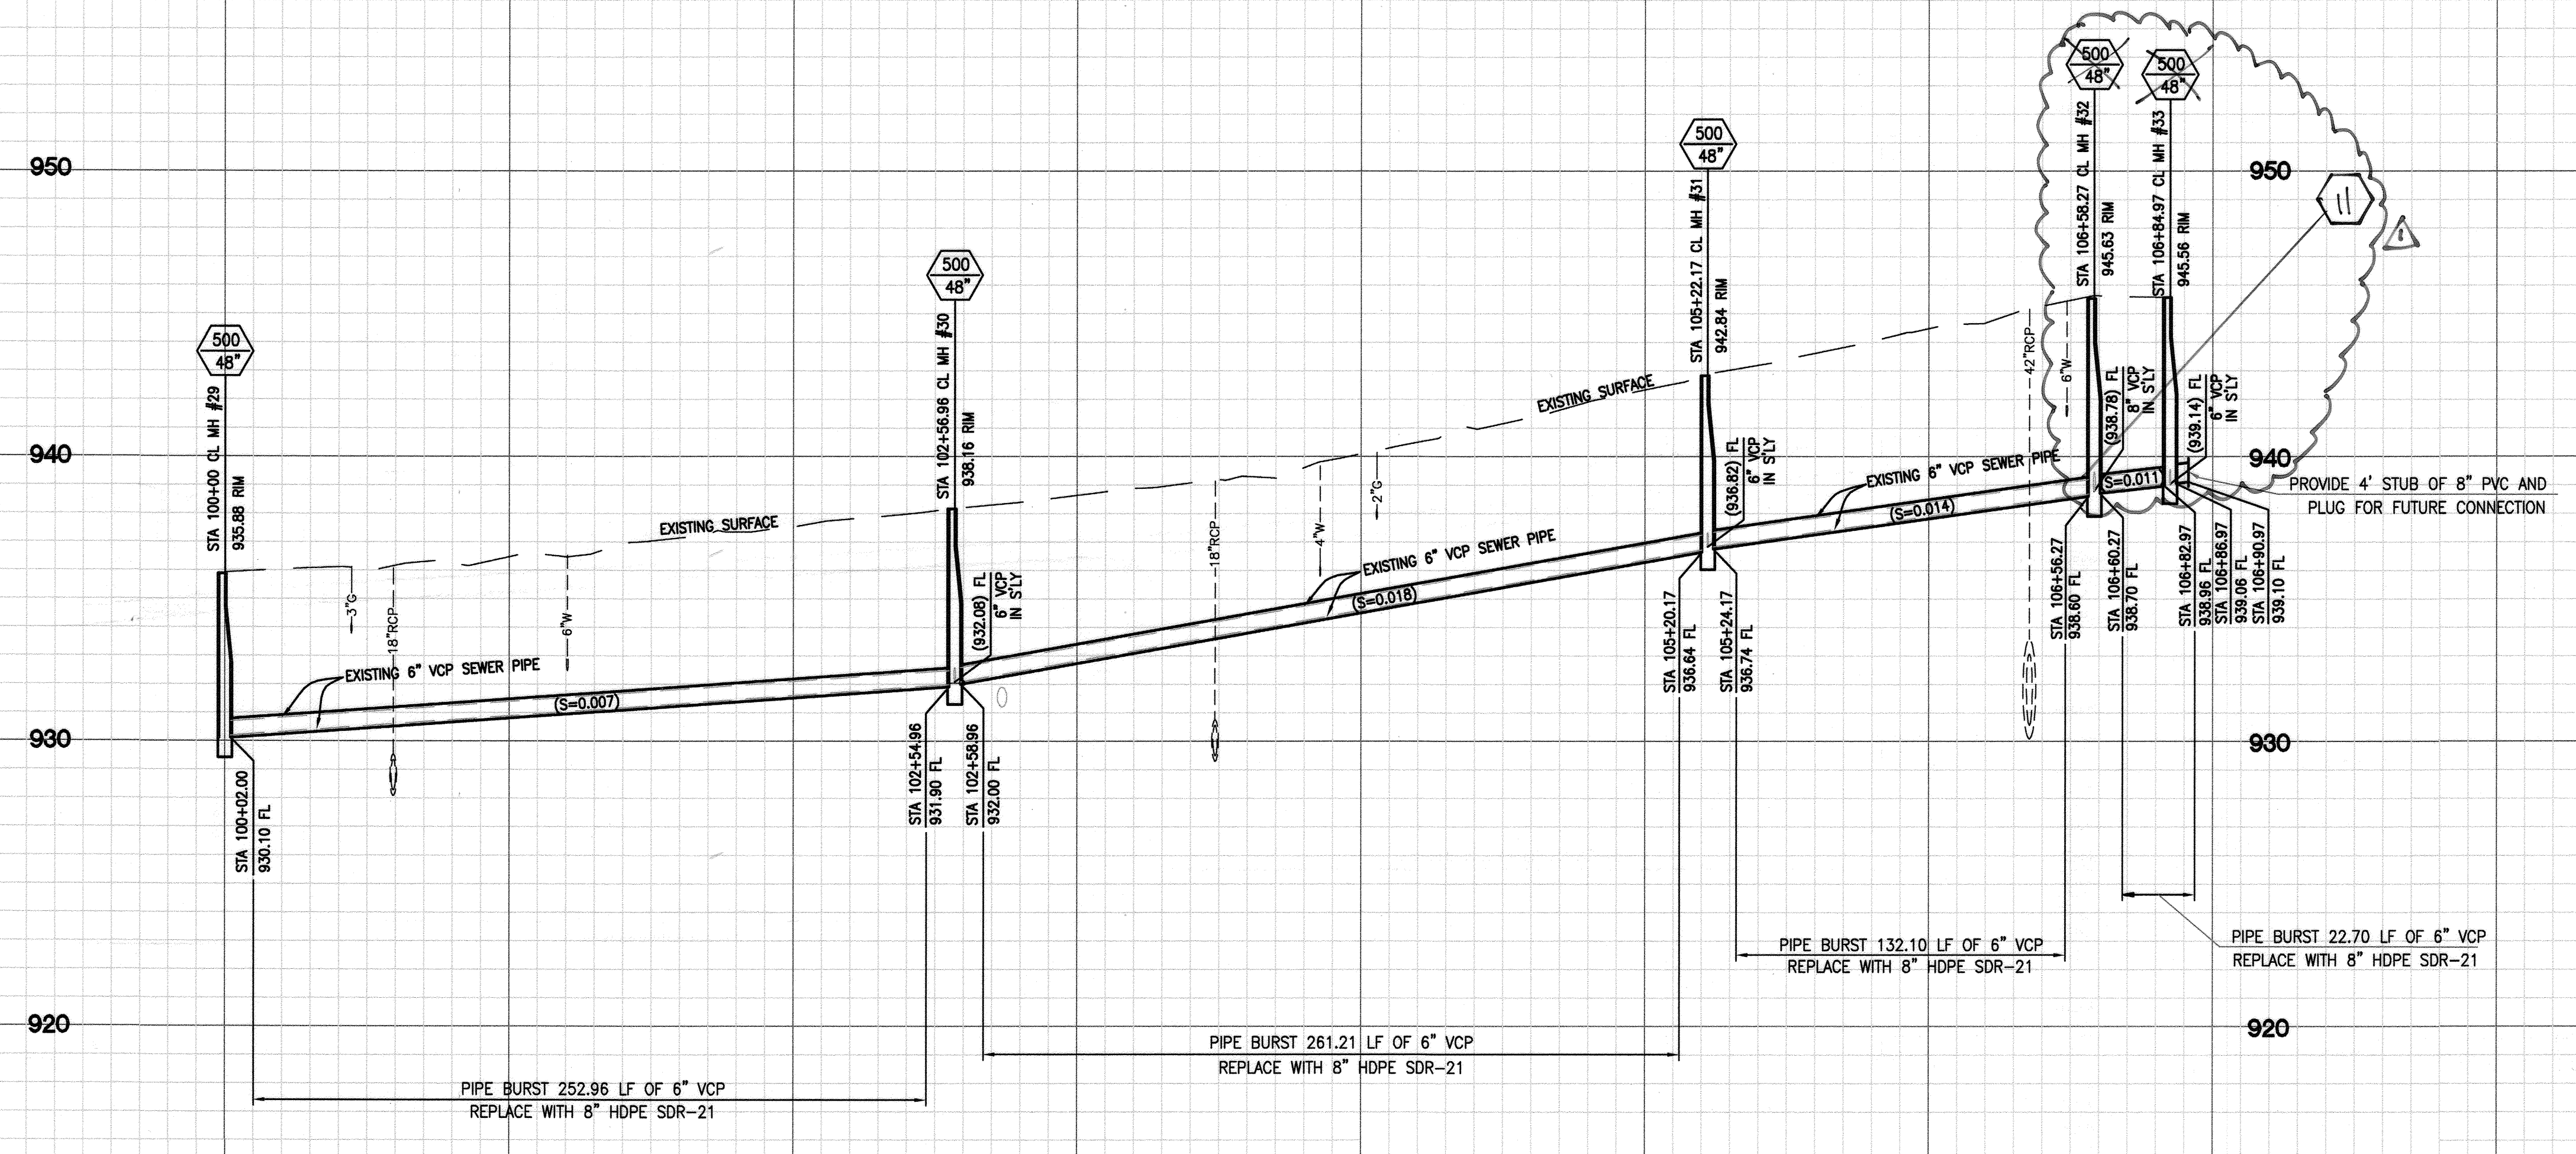 950
940
930
920
500
48"
STA 100+00 CL MH #29
935.88 RIM
3"G
18"RCP
6"W
EXISTING SURFACE
EXISTING 6" VCP SEWER PIPE
(S=0.007)
STA 100+02.00
930.10 FL
PIPE BURST 252.96 LF OF 6" VCP
REPLACE WITH 8" HDPE SDR-21
500
48"
STA 102+56.96 CL MH #30
938.16 RIM
(932.08) FL
6" VCP
IN S'LY
STA 102+54.96
931.90 FL
STA 102+58.96
932.00 FL
18"RCP
4"W
2"G
EXISTING SURFACE
EXISTING 6" VCP SEWER PIPE
(S=0.018)
PIPE BURST 261.21 LF OF 6" VCP
REPLACE WITH 8" HDPE SDR-21
500
48"
STA 105+22.17 CL MH #31
942.84 RIM
(936.82) FL
6" VCP
IN S'LY
STA 105+20.17
936.64 FL
STA 105+24.17
936.74 FL
EXISTING 6" VCP SEWER PIPE
(S=0.014)
42"RCP
6"W
PIPE BURST 132.10 LF OF 6" VCP
REPLACE WITH 8" HDPE SDR-21
500
48"
STA 106+58.27 CL MH #32
945.63 RIM
(938.78) FL
8" VCP
IN S'LY
STA 106+56.27
938.60 FL
STA 106+60.27
938.70 FL
S=0.011
500
48"
STA 106+84.97 CL MH #33
945.56 RIM
(939.14) FL
6" VCP
IN S'LY
STA 106+82.97
938.96 FL
STA 106+86.97
939.06 FL
STA 106+90.97
939.10 FL
11
PROVIDE 4' STUB OF 8" PVC AND
PLUG FOR FUTURE CONNECTION
PIPE BURST 22.70 LF OF 6" VCP
REPLACE WITH 8" HDPE SDR-21
950
940
930
920